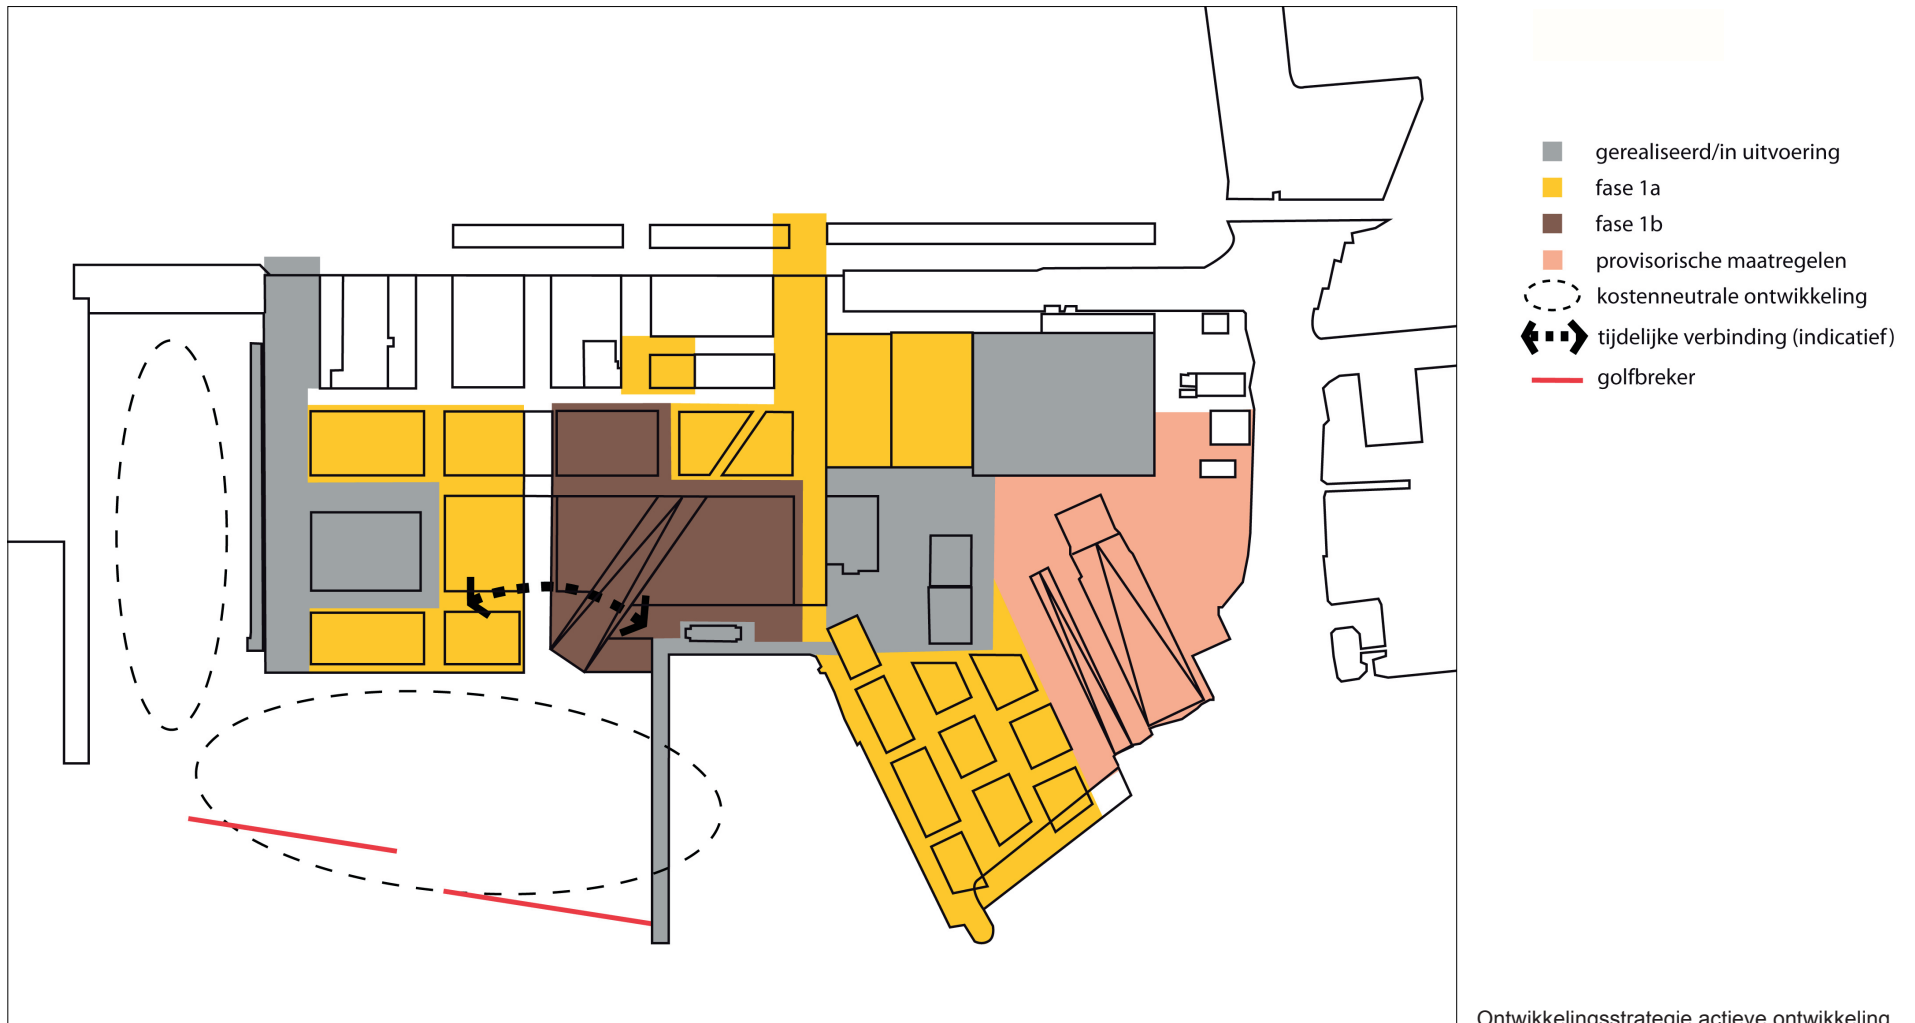 gerealiseerd/in uitvoering
fase 1a
fase 1b
provisorische maatregelen
kostenneutrale ontwikkeling
tijdelijke verbinding (indicatief)
golfbreker
Ontwikkelingsstrategie actieve ontwikkeling